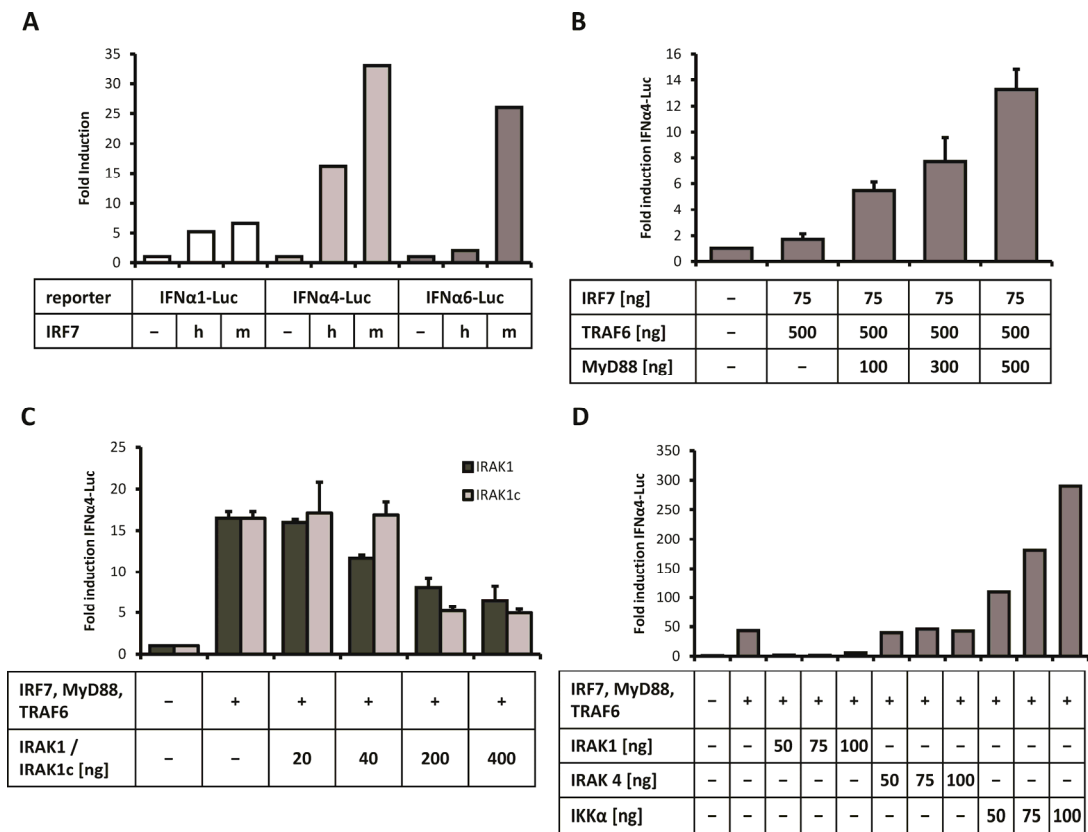 A
Fold Induction
35
30
25
20
15
10
5
0
reporter IFNα1-Luc IFNα4-Luc IFNα6-Luc
IRF7 – h m – h m – h m
B
Fold induction IFNα4-Luc
16
14
12
10
8
6
4
2
0
IRF7 [ng] – 75 75 75 75
TRAF6 [ng] – 500 500 500 500
MyD88 [ng] – – 100 300 500
C
Fold induction IFNα4-Luc
25
20
15
10
5
0
IRAK1
IRAK1c
IRF7, MyD88,
TRAF6 – + + + + +
IRAK1 /
IRAK1c [ng] – – 20 40 200 400
D
Fold induction IFNα4-Luc
350
300
250
200
150
100
50
0
IRF7, MyD88,
TRAF6 – + + + + + + + + + +
IRAK1 [ng] – – 50 75 100 – – – – – –
IRAK 4 [ng] – – – – – 50 75 100 – – –
IKKα [ng] – – – – – – – – 50 75 100